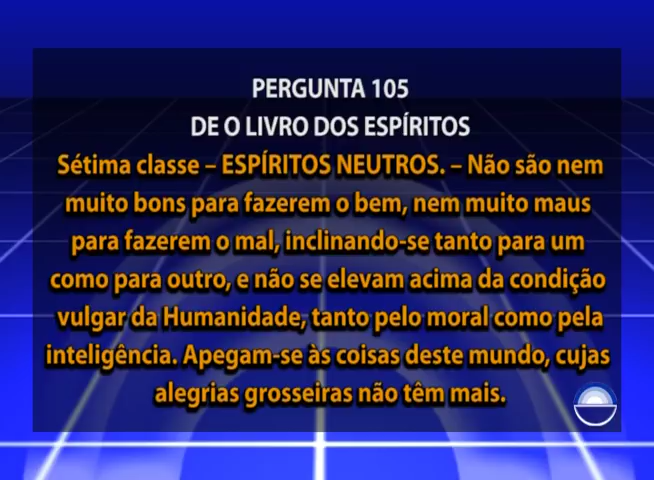 PERGUNTA 105
DE O LIVRO DOS ESPÍRITOS
Sétima classe – ESPÍRITOS NEUTROS. – Não são nem
muito bons para fazerem o bem, nem muito maus
para fazerem o mal, inclinando-se tanto para um
como para outro, e não se elevam acima da condição
vulgar da Humanidade, tanto pelo moral como pela
inteligência. Apegam-se às coisas deste mundo, cujas
alegrias grosseiras não têm mais.